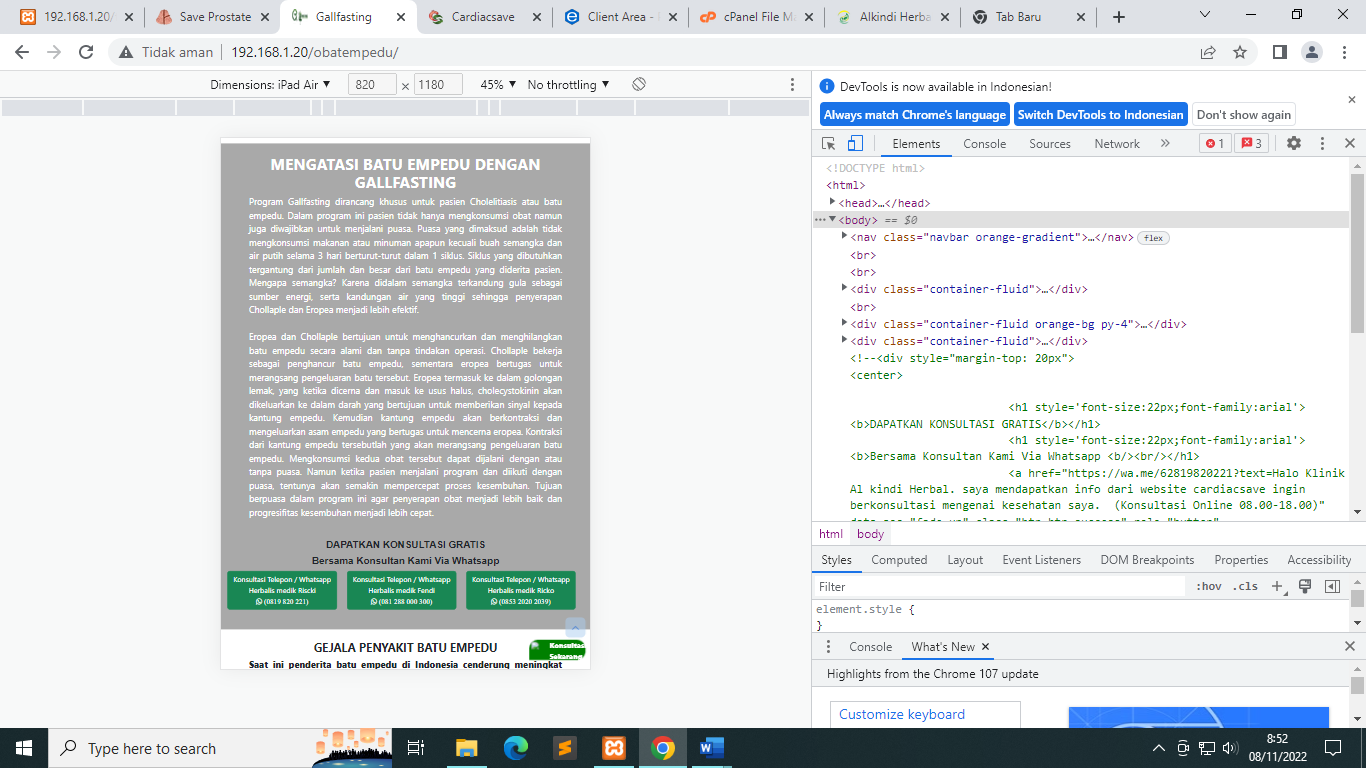 192.168.1.20/
Save Prostate
Gallfasting
Cardiacsave
Client Area -
cPanel File Ma
Alkindi Herba
Tab Baru
Tidak aman
192.168.1.20/obatempedu/
Dimensions: iPad Air
820 × 1180
45%
No throttling
MENGATASI BATU EMPEDU DENGAN
GALLFASTING
Program Gallfasting dirancang khusus untuk pasien Cholelitiasis atau batu
empedu. Dalam program ini pasien tidak hanya mengkonsumsi obat namun
juga diwajibkan untuk menjalani puasa. Puasa yang dimaksud adalah tidak
mengkonsumsi makanan atau minuman apapun kecuali buah semangka dan
air putih selama 3 hari berturut-turut dalam 1 siklus. Siklus yang dibutuhkan
tergantung dari jumlah dan besar dari batu empedu yang diderita pasien.
Mengapa semangka? Karena didalam semangka terkandung gula sebagai
sumber energi, serta kandungan air yang tinggi sehingga penyerapan
Chollaple dan Eropea menjadi lebih efektif.
Eropea dan Chollaple bertujuan untuk menghancurkan dan menghilangkan
batu empedu secara alami dan tanpa tindakan operasi. Chollaple bekerja
sebagai penghancur batu empedu, sementara eropea bertugas untuk
merangsang pengeluaran batu tersebut. Eropea termasuk ke dalam golongan
lemak, yang ketika dicerna dan masuk ke usus halus, cholecystokinin akan
dikeluarkan ke dalam darah yang bertujuan untuk memberikan sinyal kepada
kantung empedu. Kemudian kantung empedu akan berkontraksi dan
mengeluarkan asam empedu yang bertugas untuk mencerna eropea. Kontraksi
dari kantung empedu tersebutlah yang akan merangsang pengeluaran batu
empedu. Mengkonsumsi kedua obat tersebut dapat dijalani dengan atau
tanpa puasa. Namun ketika pasien menjalani program dan diikuti dengan
puasa, tentunya akan semakin mempercepat proses kesembuhan. Tujuan
berpuasa dalam program ini agar penyerapan obat menjadi lebih baik dan
progresifitas kesembuhan menjadi lebih cepat.
DAPATKAN KONSULTASI GRATIS
Bersama Konsultan Kami Via Whatsapp
Konsultasi Telepon / Whatsapp
Herbalis medik Riscki
(0819 820 221)
Konsultasi Telepon / Whatsapp
Herbalis medik Fendi
(081 288 000 300)
Konsultasi Telepon / Whatsapp
Herbalis medik Ricko
(0853 2020 2039)
GEJALA PENYAKIT BATU EMPEDU
Konsultasi
Sekarang
Saat ini penderita batu empedu di Indonesia cenderung meningkat
DevTools is now available in Indonesian!
Always match Chrome's language
Switch DevTools to Indonesian
Don't show again
Elements
Console
Sources
Network
1
3
<!DOCTYPE html>
<html>
<head>…</head>
<body> == $0
<nav class="navbar orange-gradient">…</nav> flex
<br>
<br>
<div class="container-fluid">…</div>
<br>
<div class="container-fluid orange-bg py-4">…</div>
<div class="container-fluid">…</div>
<!--<div style="margin-top: 20px">
<center>
<h1 style='font-size:22px;font-family:arial'>
<b>DAPATKAN KONSULTASI GRATIS</b></h1>
<h1 style='font-size:22px;font-family:arial'>
<b>Bersama Konsultan Kami Via Whatsapp <b/><br/></h1>
<a href="https://wa.me/62819820221?text=Halo Klinik
Al kindi Herbal. saya mendapatkan info dari website cardiacsave ingin
berkonsultasi mengenai kesehatan saya.  (Konsultasi Online 08.00-18.00)"
html
body
Styles
Computed
Layout
Event Listeners
DOM Breakpoints
Properties
Accessibility
Filter
:hov
.cls
element.style {
}
Console
What's New
Highlights from the Chrome 107 update
Customize keyboard
Type here to search
8:52
08/11/2022